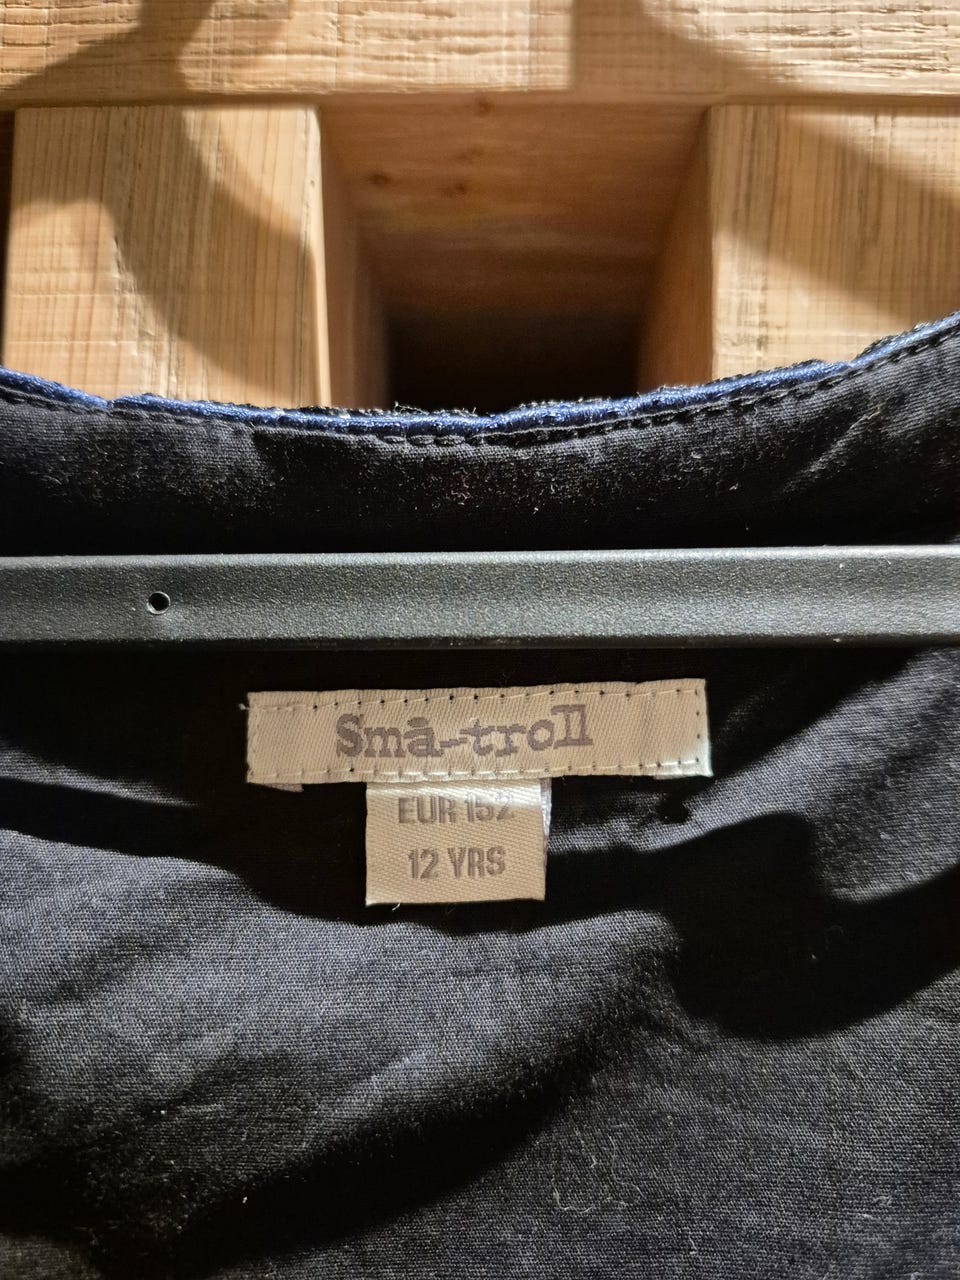 Små-troll
EUR 152
12 YRS